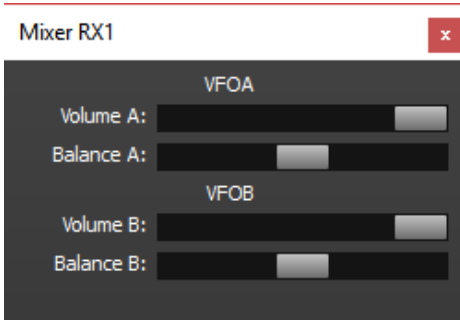 Mixer RX1
x
VFOA
Volume A:
Balance A:
VFOB
Volume B:
Balance B: